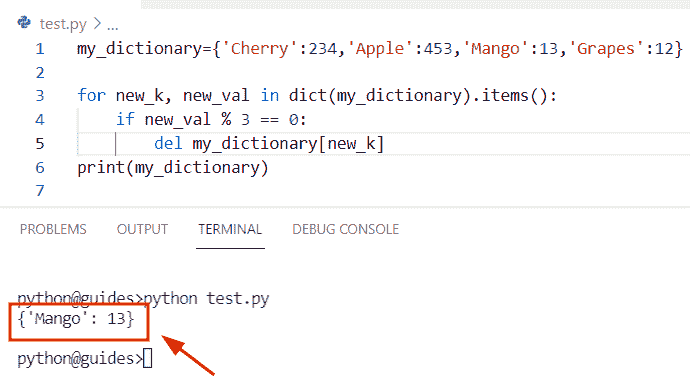 test.py > ...
1 my_dictionary={'Cherry':234,'Apple':453,'Mango':13,'Grapes':12}
2
3 for new_k, new_val in dict(my_dictionary).items():
4     if new_val % 3 == 0:
5         del my_dictionary[new_k]
6 print(my_dictionary)
7
PROBLEMS OUTPUT TERMINAL DEBUG CONSOLE
python@guides>python test.py
{'Mango': 13}
python@guides>